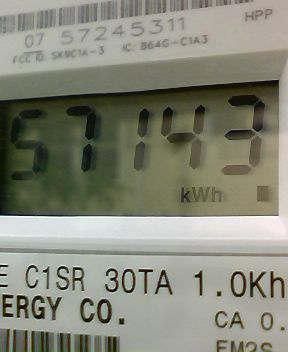 HPP
07 57245311
FCC ID: SK9C1A-3 IC: 864G-C1A3
57143
kWh
E C1SR 30TA 1.0Kh
ERGY CO.
CA 0.
EM2S